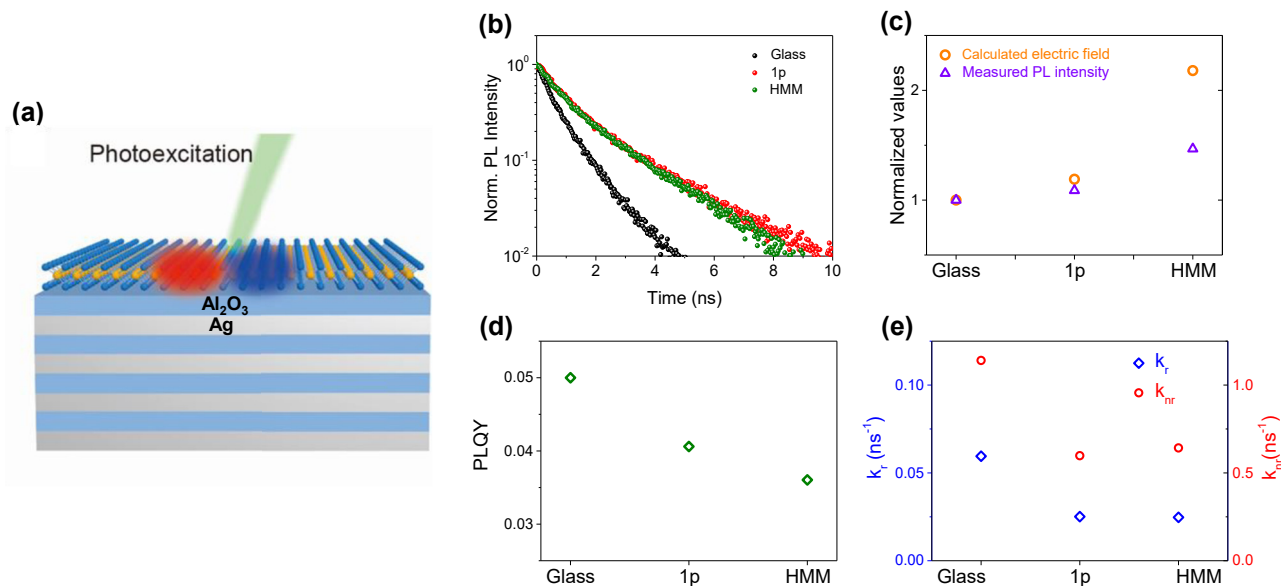 (a)
Photoexcitation
Al₂O₃
Ag
(b)
Norm. PL Intensity
10⁰
10⁻¹
10⁻²
0 2 4 6 8 10
Time (ns)
Glass
1p
HMM
(c)
Normalized values
2
1
Calculated electric field
Measured PL intensity
Glass 1p HMM
(d)
PLQY
0.05
0.04
0.03
Glass 1p HMM
(e)
kᵣ (ns⁻¹)
0.10
0.05
0.00
kᵣ
kₙᵣ
1.0
0.5
0.0
kₙᵣ(ns⁻¹)
Glass 1p HMM